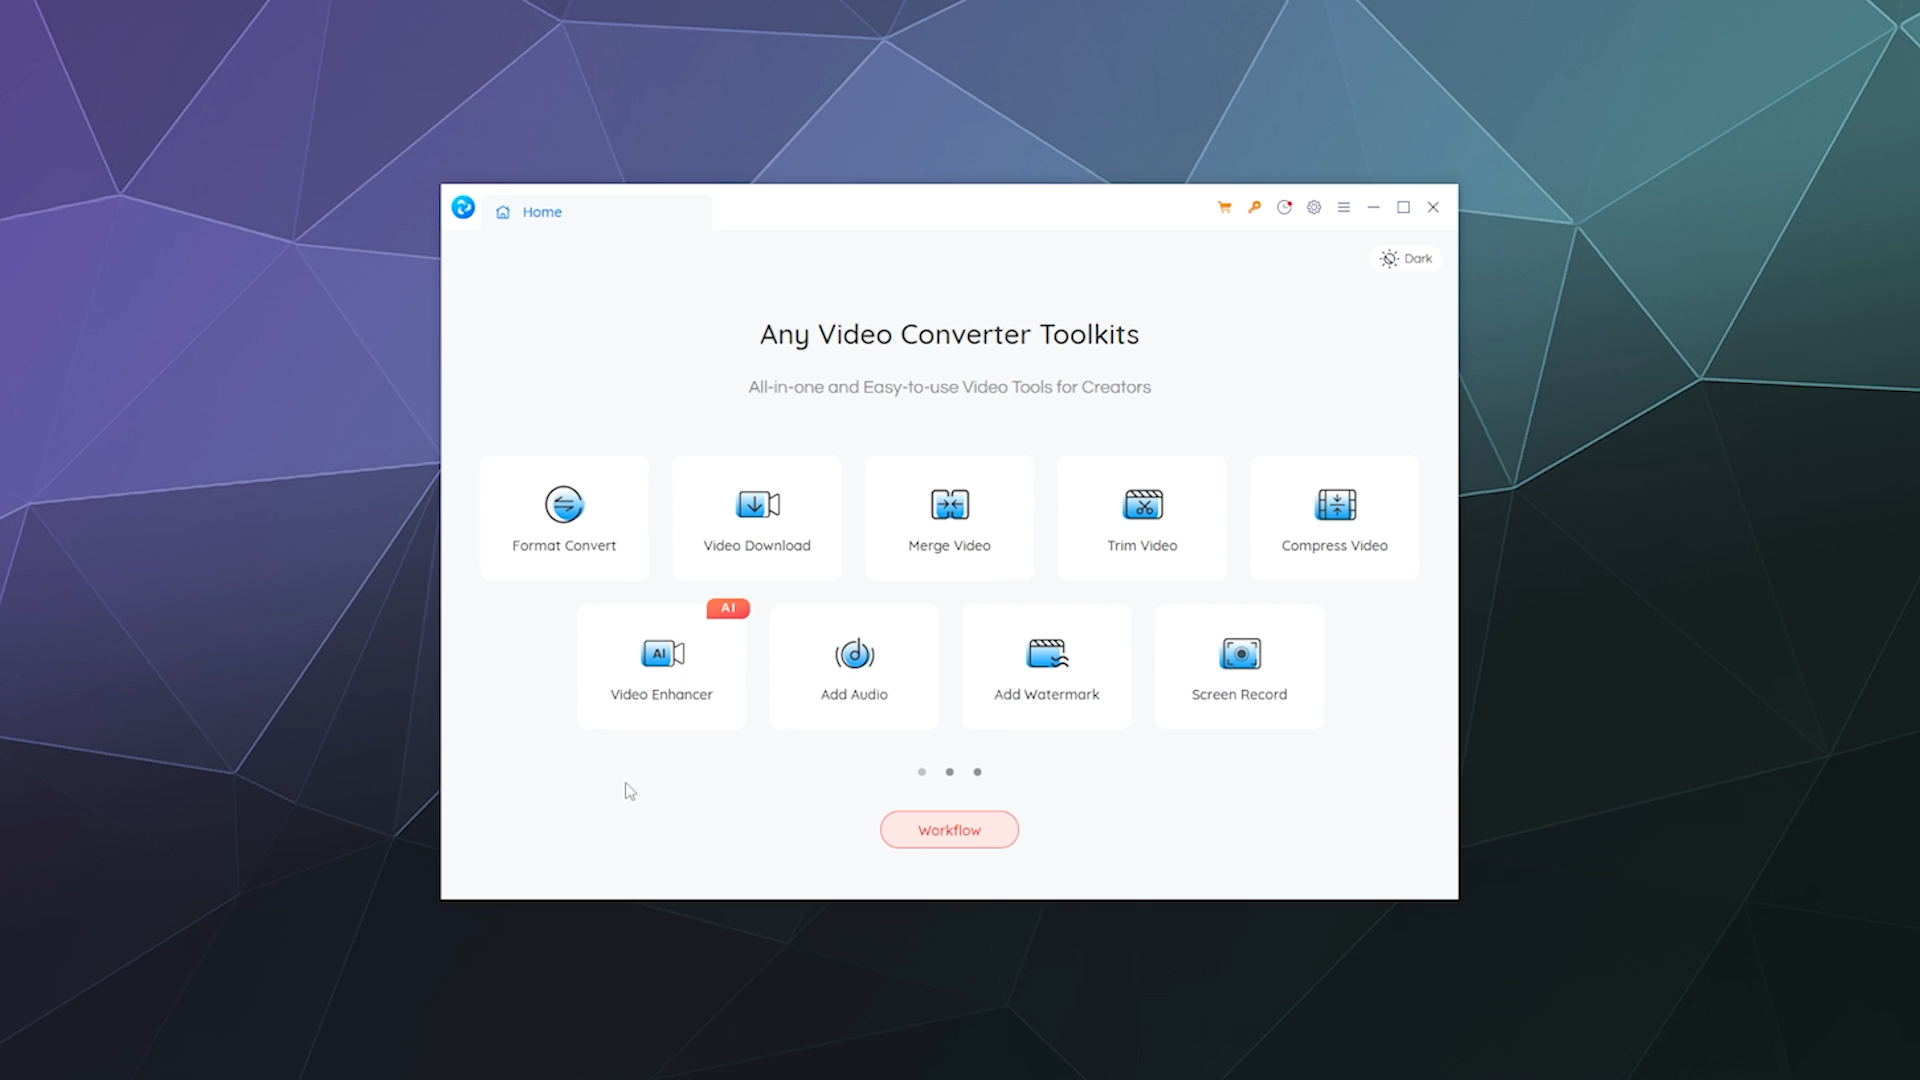 Home
Dark
Any Video Converter Toolkits
All-in-one and Easy-to-use Video Tools for Creators
Format Convert
Video Download
Merge Video
Trim Video
Compress Video
AI
AI
Video Enhancer
Add Audio
Add Watermark
Screen Record
Workflow